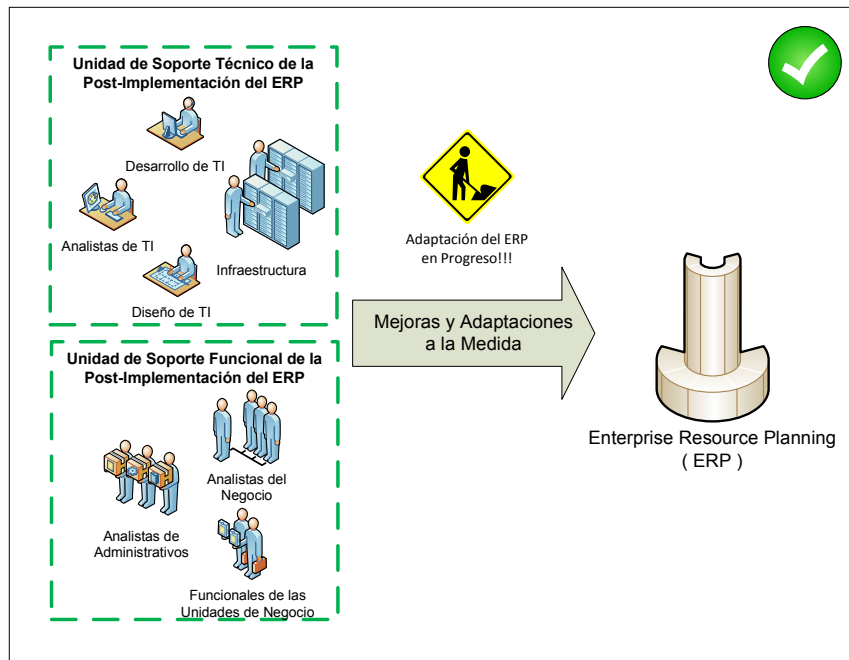 Unidad de Soporte Técnico de la
Post-Implementación del ERP
Desarrollo de TI
Analistas de TI
Infraestructura
Diseño de TI
Unidad de Soporte Funcional de la
Post-Implementación del ERP
Analistas del
Negocio
Analistas de
Administrativos
Funcionales de las
Unidades de Negocio
Adaptación del ERP
en Progreso!!!
Mejoras y Adaptaciones
a la Medida
Enterprise Resource Planning
( ERP )